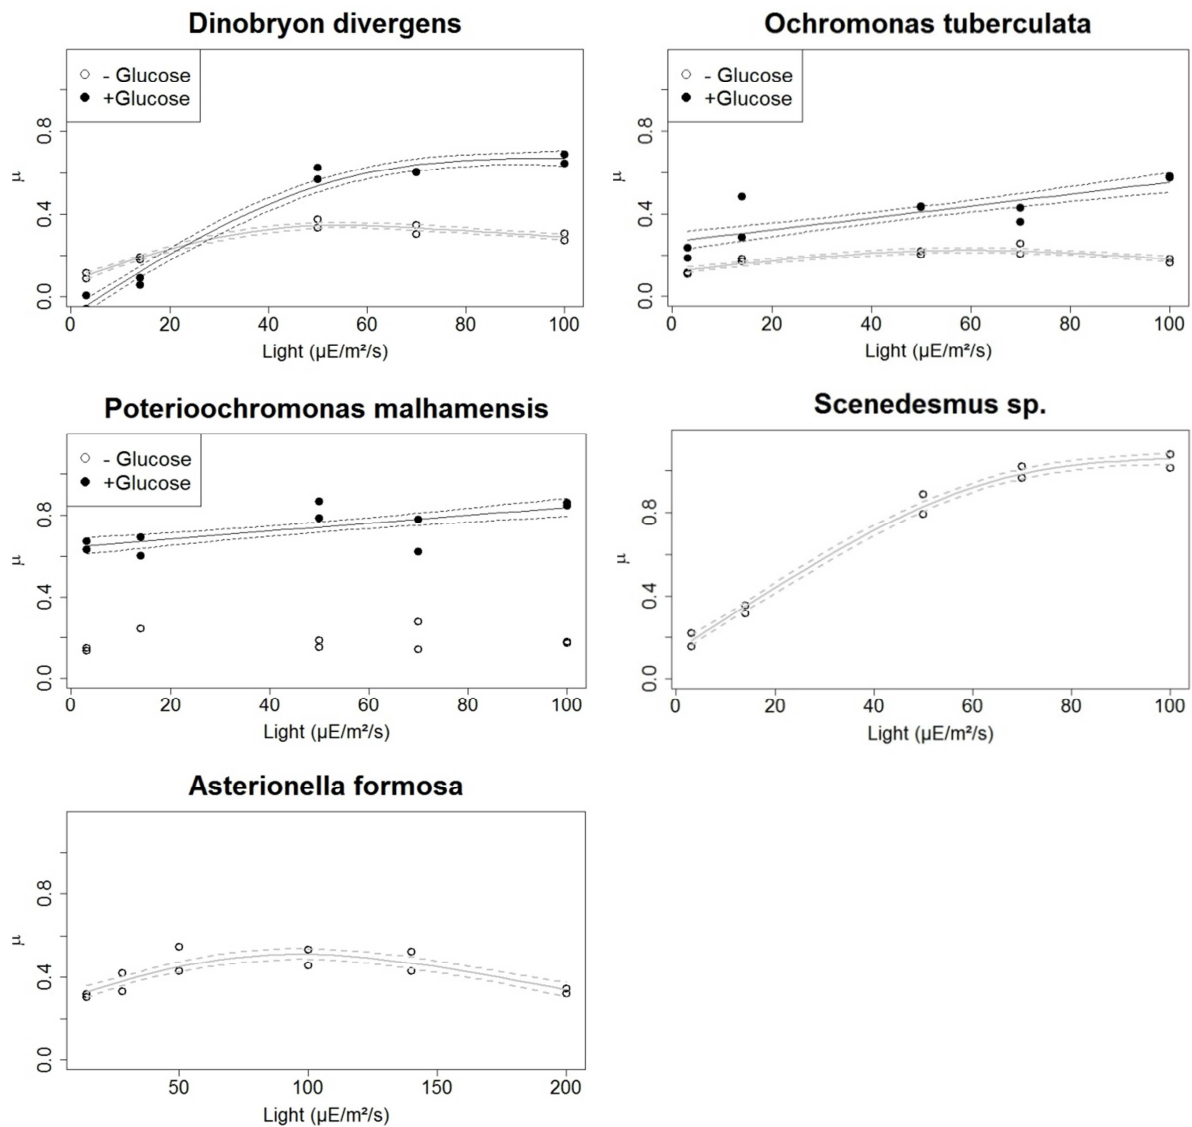 Dinobryon divergens
- Glucose
+Glucose
0.8
0.4
0.0
μ
0 20 40 60 80 100
Light (μE/m²/s)
Ochromonas tuberculata
- Glucose
+Glucose
0.8
0.4
0.0
μ
0 20 40 60 80 100
Light (μE/m²/s)
Poterioochromonas malhamensis
- Glucose
+Glucose
0.8
0.4
0.0
μ
0 20 40 60 80 100
Light (μE/m²/s)
Scenedesmus sp.
0.8
0.4
0.0
μ
0 20 40 60 80 100
Light (μE/m²/s)
Asterionella formosa
0.8
0.4
0.0
μ
50 100 150 200
Light (μE/m²/s)